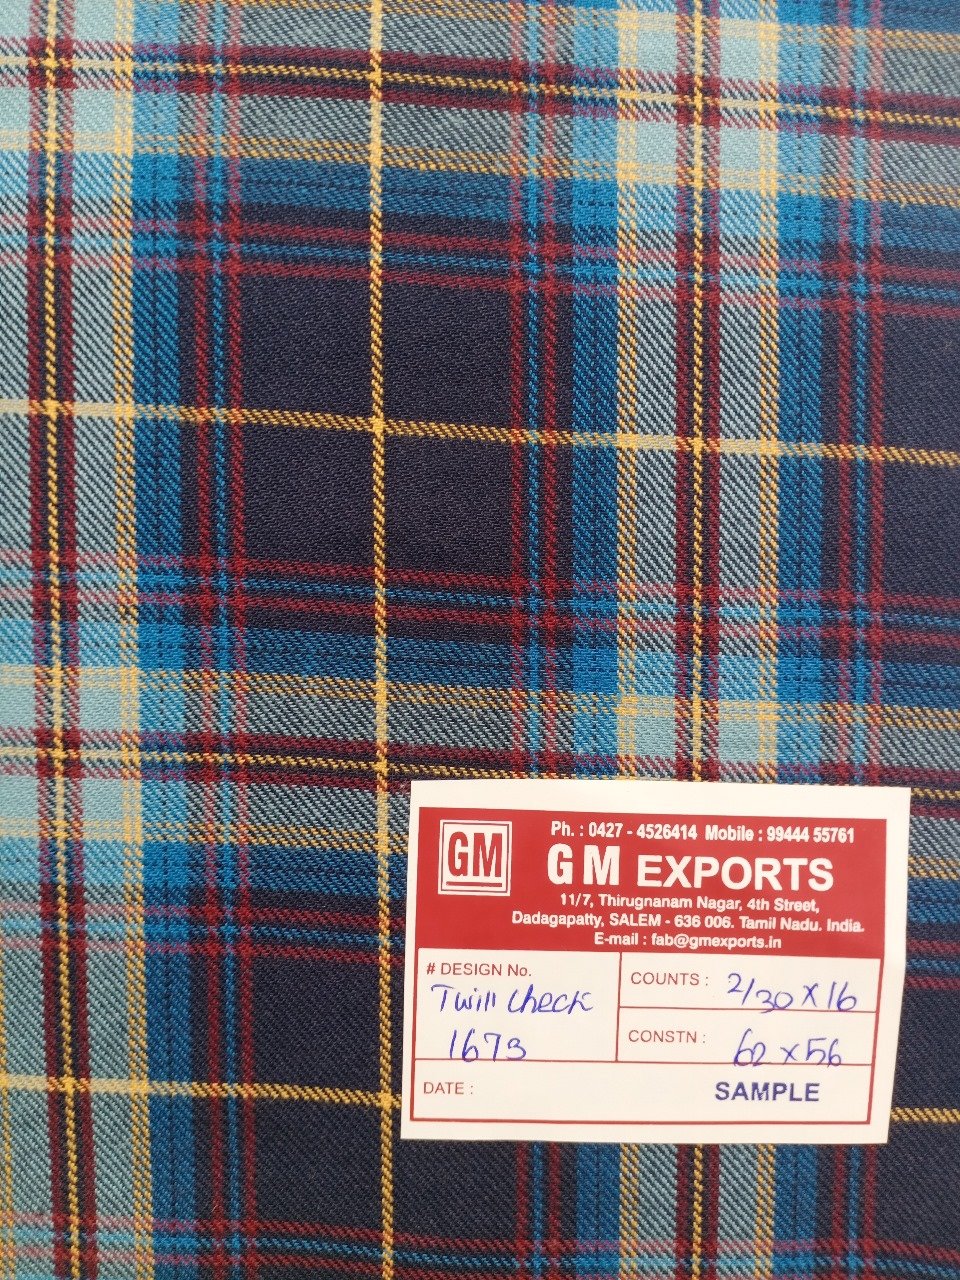 GM
Ph. : 0427 - 4526414 Mobile : 99444 55761
G M EXPORTS
11/7, Thirugnanam Nagar, 4th Street,
Dadagapatty, SALEM - 636 006. Tamil Nadu. India.
E-mail : fab@gmexports.in
# DESIGN No.
Twill check
1673
COUNTS : 2/30 X 16
CONSTN : 62 x 56
DATE :
SAMPLE